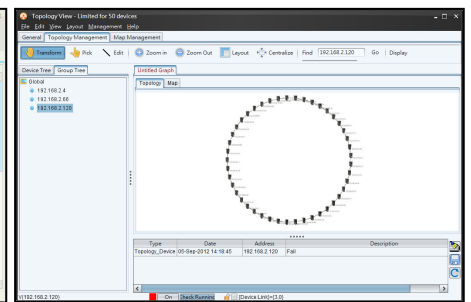 Topology View - Limited for 50 devices
File Edit View Layout Management Help
General Topology Management Map Management
Transform Pick Edit Zoom in Zoom Out Layout Centralize Find 192.168.2.120 Go Display
Device Tree Group Tree Untitled Graph
Global
192.168.2.4
192.168.2.66
192.168.2.120
Topology Map
Type Date Address Description
Topology_Device 05-Sep-2012 14:18:45 192.168.2.120 Fail
V(192.168.2.120) On Check Running [Device Link]=[3,0]